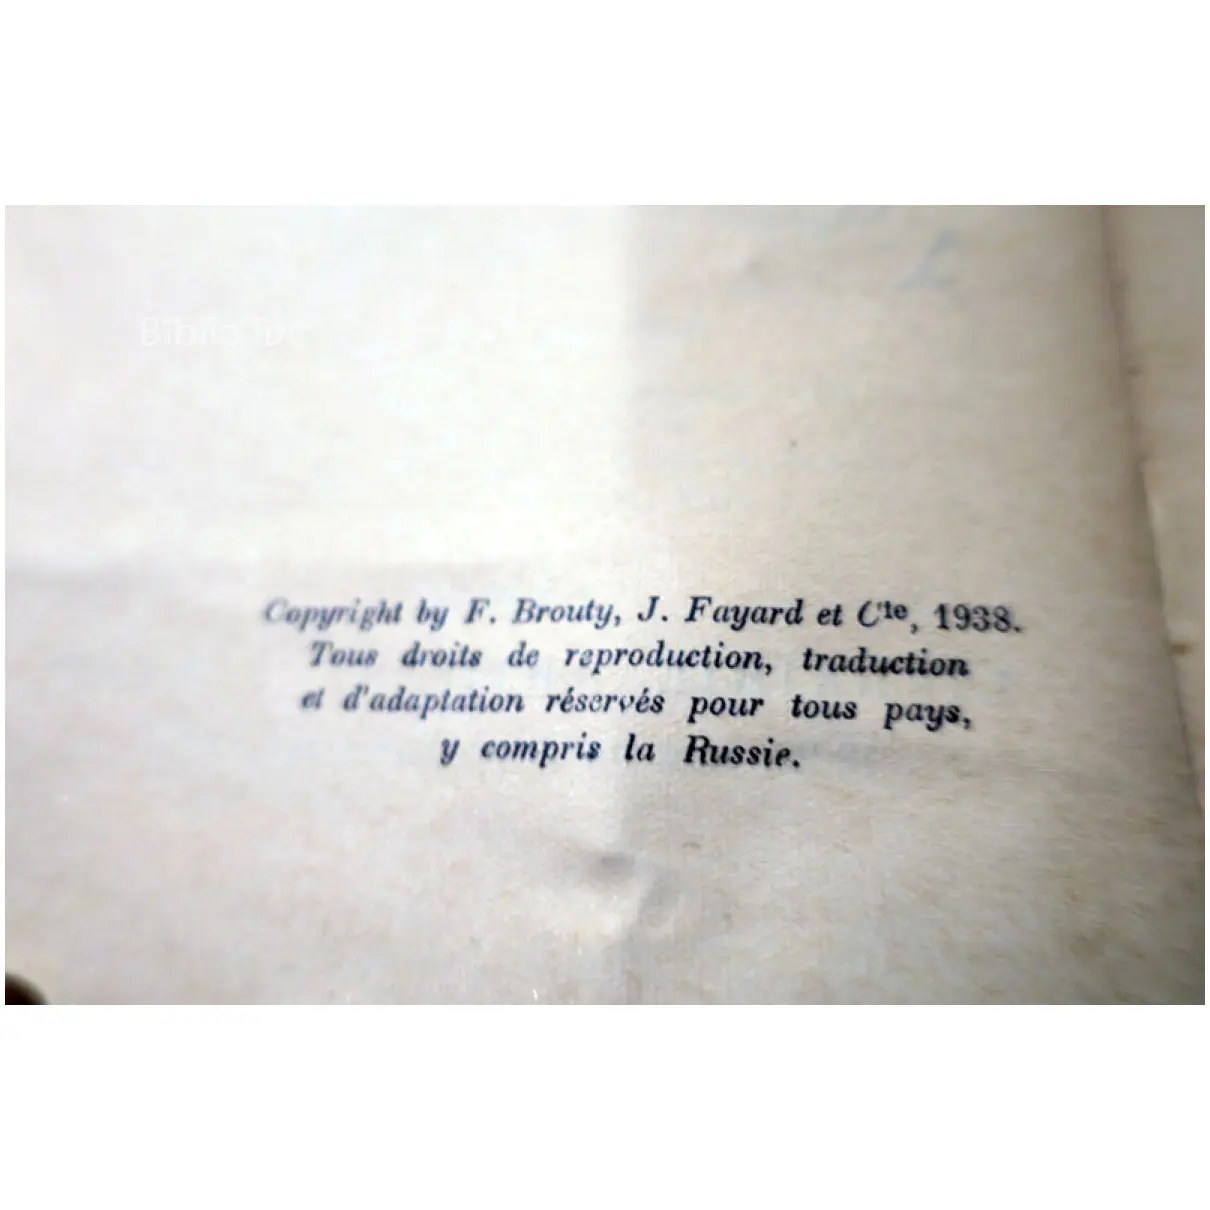 Copyright by F. Brouty, J. Fayard et Cie, 1938.
Tous droits de reproduction, traduction
et d'adaptation réservés pour tous pays,
y compris la Russie.